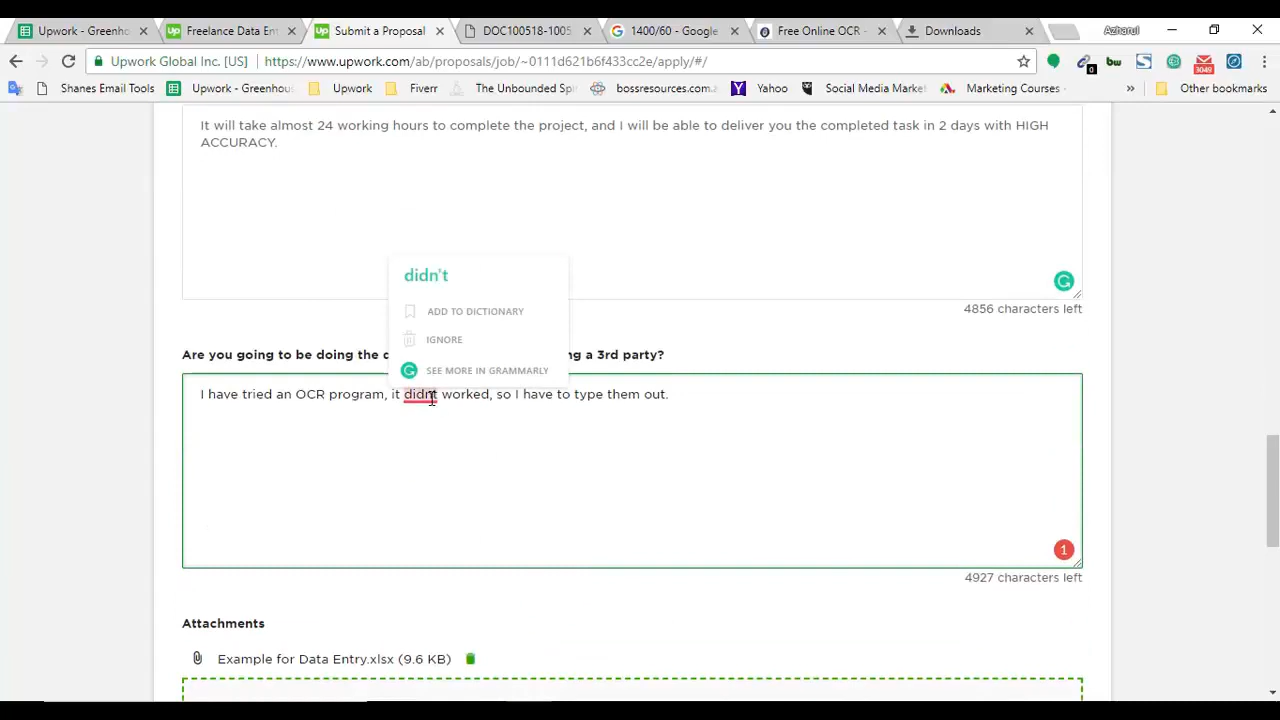 Upwork - Greenho
Freelance Data Ent
Submit a Proposal
DOC100518-1005
1400/60 - Google
Free Online OCR -
Downloads
Azharul
Upwork Global Inc. [US]
https://www.upwork.com/ab/proposals/job/~0111d621b6f433cc2e/apply/#/
0
bw
3049
Shanes Email Tools
Upwork - Greenhou
Upwork
Fiverr
The Unbounded Spi
bossresources.com.a
Yahoo
Social Media Market
Marketing Courses -
»
Other bookmarks
It will take almost 24 working hours to complete the project, and I will be able to deliver you the completed task in 2 days with HIGH
ACCURACY.
4856 characters left
didn't
ADD TO DICTIONARY
IGNORE
SEE MORE IN GRAMMARLY
Are you going to be doing the d
g a 3rd party?
I have tried an OCR program, it didnt worked, so I have to type them out.
1
4927 characters left
Attachments
Example for Data Entry.xlsx (9.6 KB)